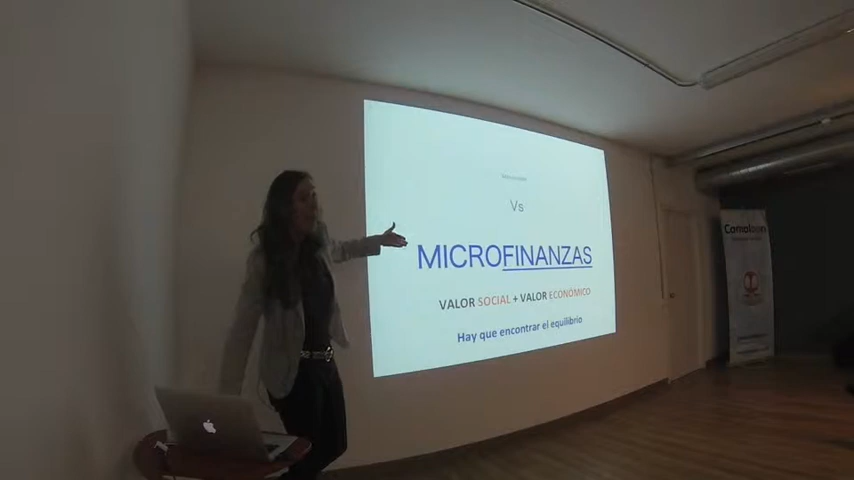 Vs
MICROFINANZAS
VALOR SOCIAL + VALOR ECONÓMICO
Hay que encontrar el equilibrio